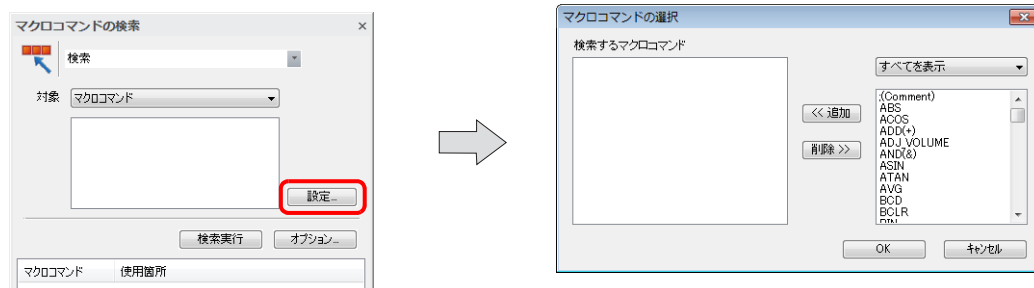 マクロコマンドの検索
検索
対象 マクロコマンド
設定...
検索実行 オプション...
マクロコマンド 使用箇所
マクロコマンドの選択
検索するマクロコマンド
すべてを表示
<< 追加
削除 >>
;(Comment)
ABS
ACOS
ADD(+)
ADJ_VOLUME
AND(&)
ASIN
ATAN
AVG
BCD
BCLR
OK キャンセル